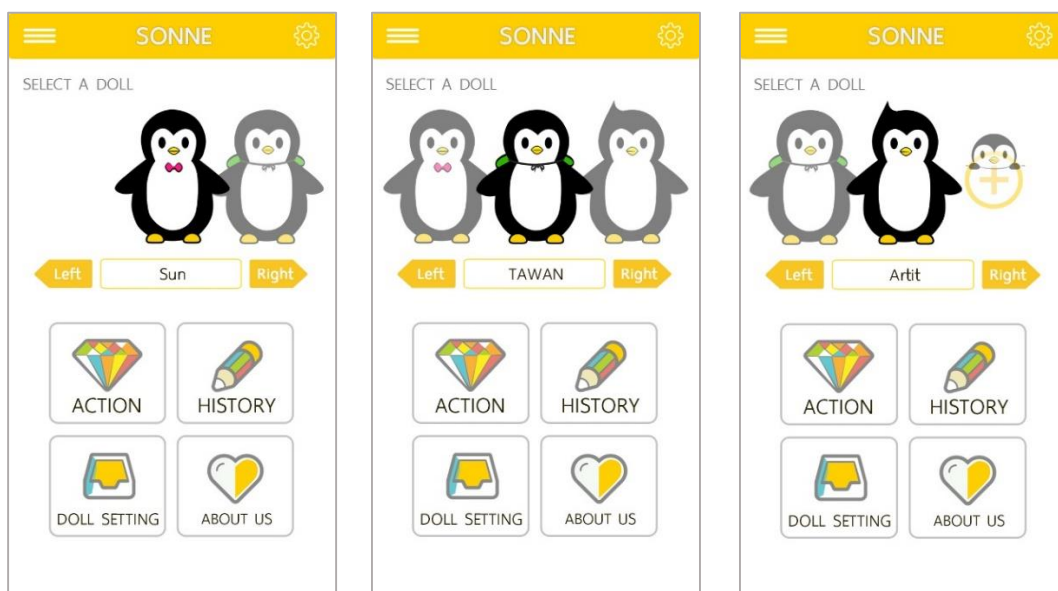 SONNE
SELECT A DOLL
Left
Sun
Right
ACTION
HISTORY
DOLL SETTING
ABOUT US
SONNE
SELECT A DOLL
Left
TAWAN
Right
ACTION
HISTORY
DOLL SETTING
ABOUT US
SONNE
SELECT A DOLL
Left
Artit
Right
ACTION
HISTORY
DOLL SETTING
ABOUT US